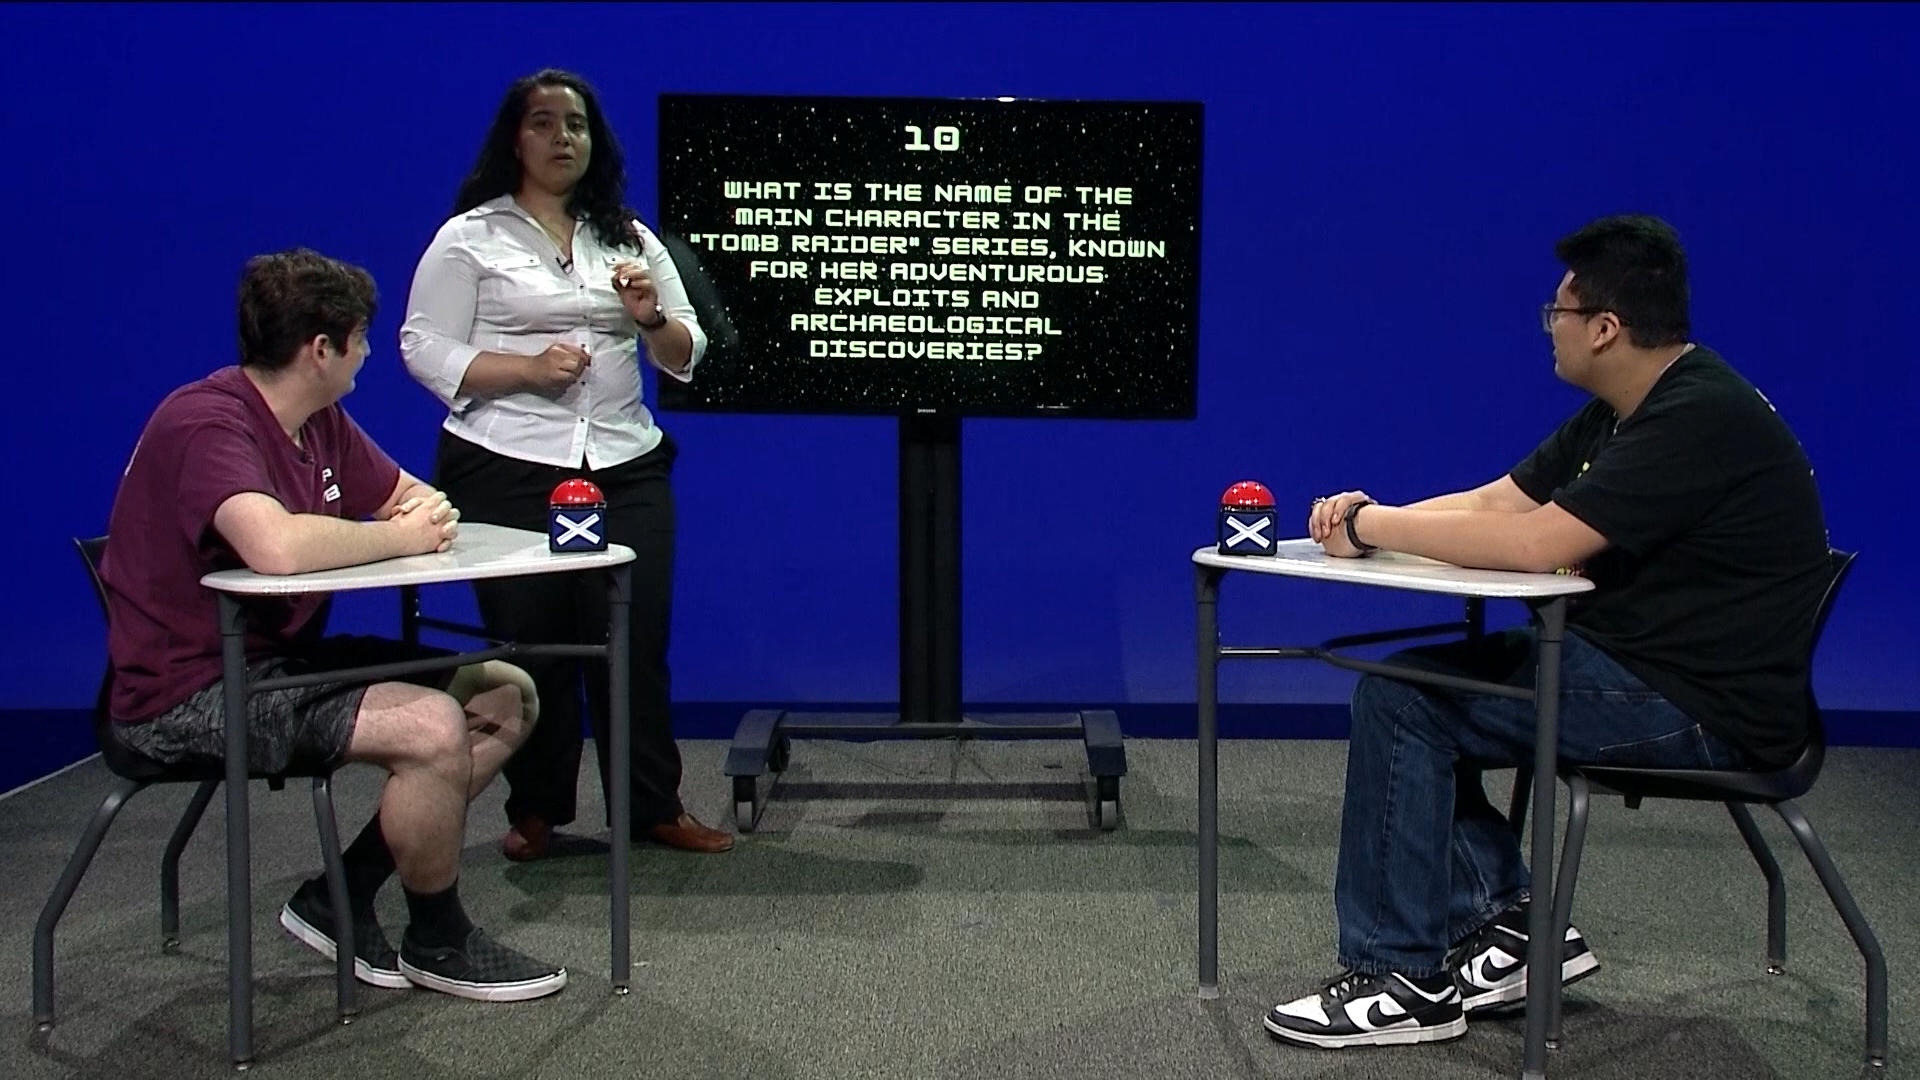 10
WHAT IS THE NAME OF THE
MAIN CHARACTER IN THE
"TOMB RAIDER" SERIES, KNOWN
FOR HER ADVENTUROUS
EXPLOITS AND
ARCHAEOLOGICAL
DISCOVERIES?
SAMSUNG